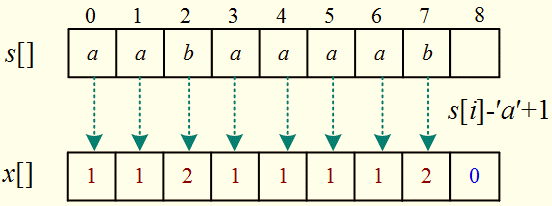 0 1 2 3 4 5 6 7 8
s[] a a b a a a a b
s[i]-'a'+1
x[] 1 1 2 1 1 1 1 2 0